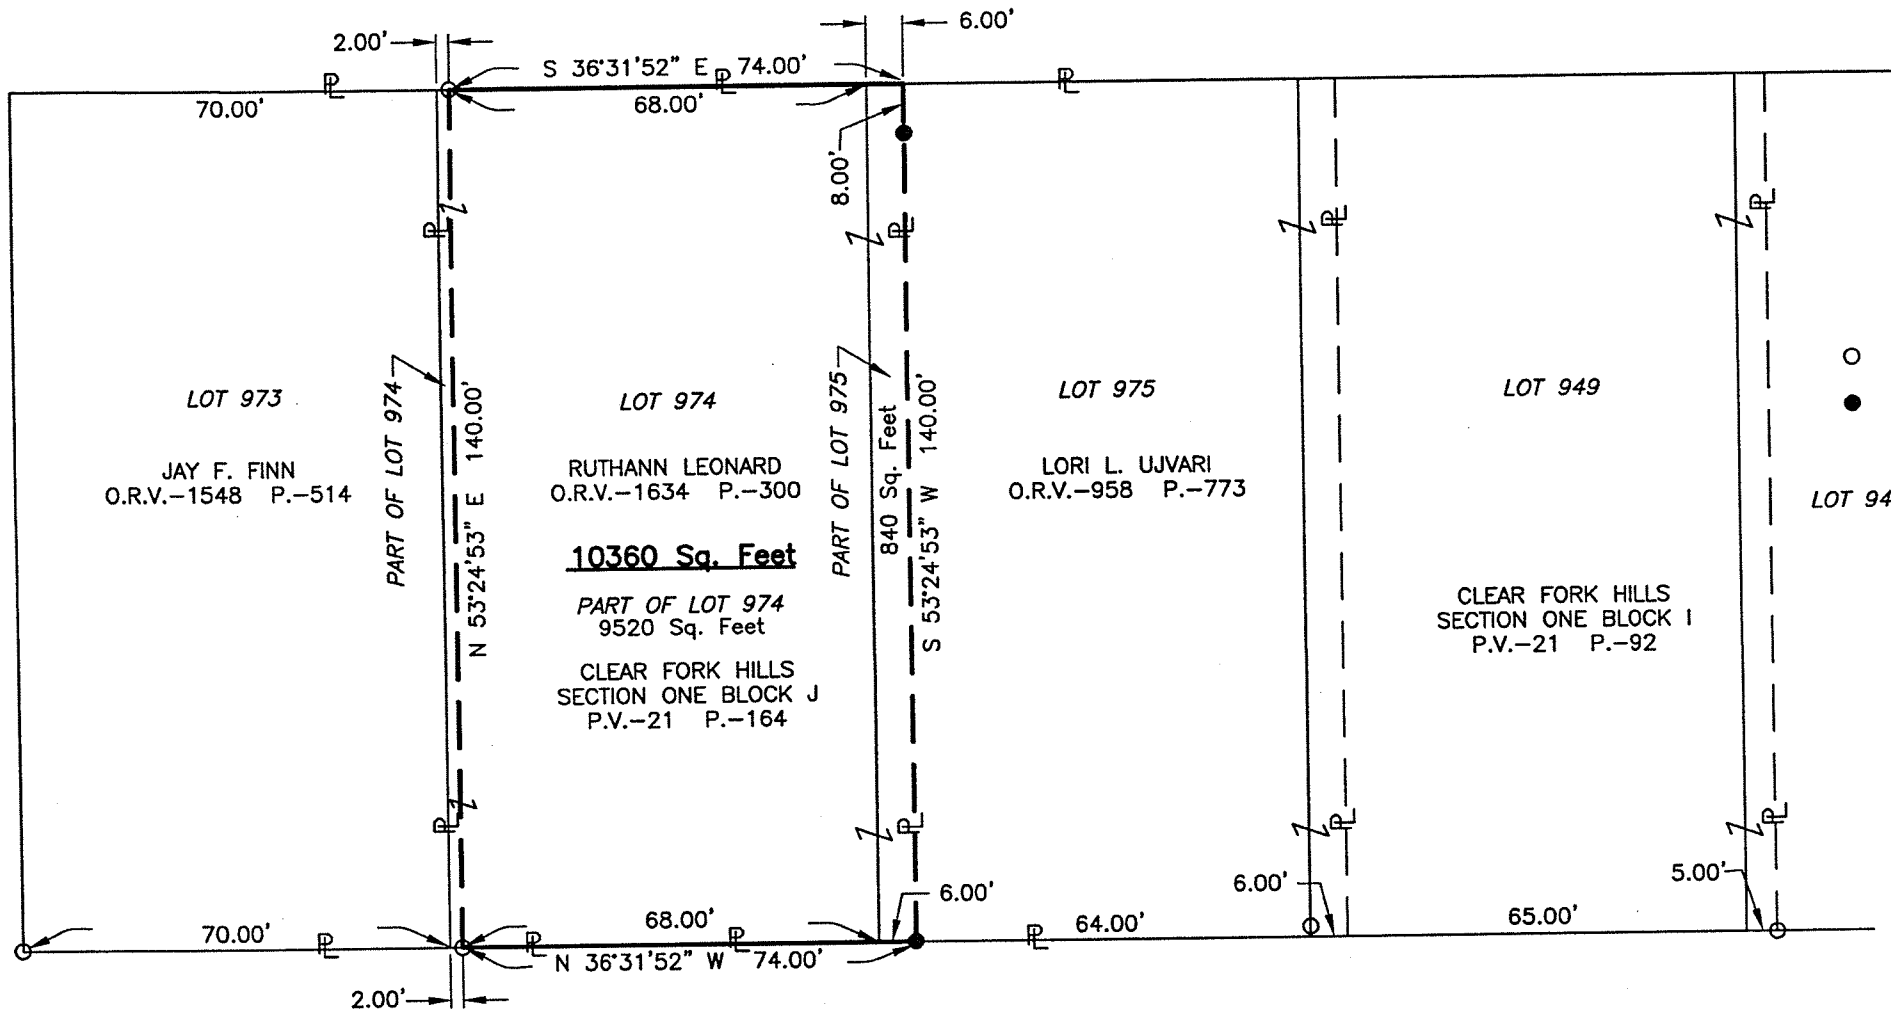 2.00'
6.00'
S 36°31'52" E 74.00'
70.00'
68.00'
8.00'
LOT 973
JAY F. FINN
O.R.V.-1548 P.-514
PART OF LOT 974
N 53°24'53" E 140.00'
LOT 974
RUTHANN LEONARD
O.R.V.-1634 P.-300
10360 Sq. Feet
PART OF LOT 974
9520 Sq. Feet
CLEAR FORK HILLS
SECTION ONE BLOCK J
P.V.-21 P.-164
PART OF LOT 975
840 Sq. Feet
S 53°24'53" W 140.00'
LOT 975
LORI L. UJVARI
O.R.V.-958 P.-773
LOT 949
CLEAR FORK HILLS
SECTION ONE BLOCK I
P.V.-21 P.-92
LOT 94
70.00'
68.00'
6.00'
64.00'
6.00'
65.00'
5.00'
N 36°31'52" W 74.00'
2.00'